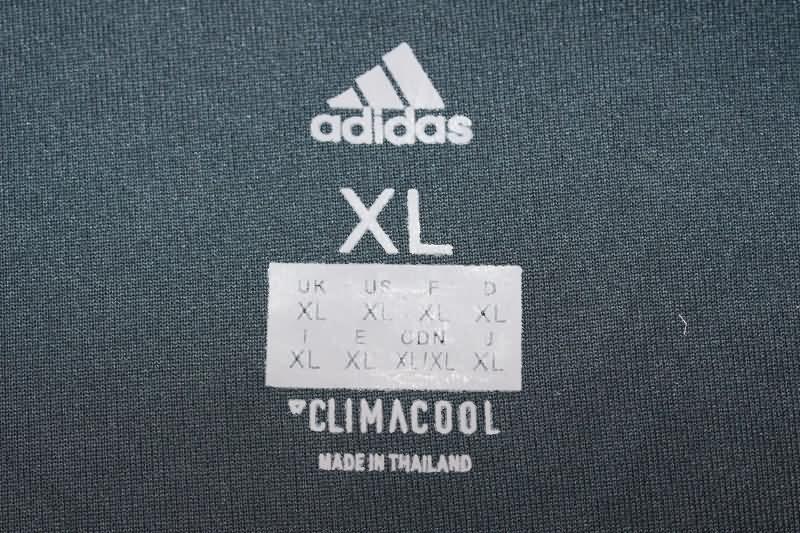 adidas
XL
UK US F D
XL XL XL XL
I E CDN J
XL XL XL/XL XL
CLIMACOOL
MADE IN THAILAND